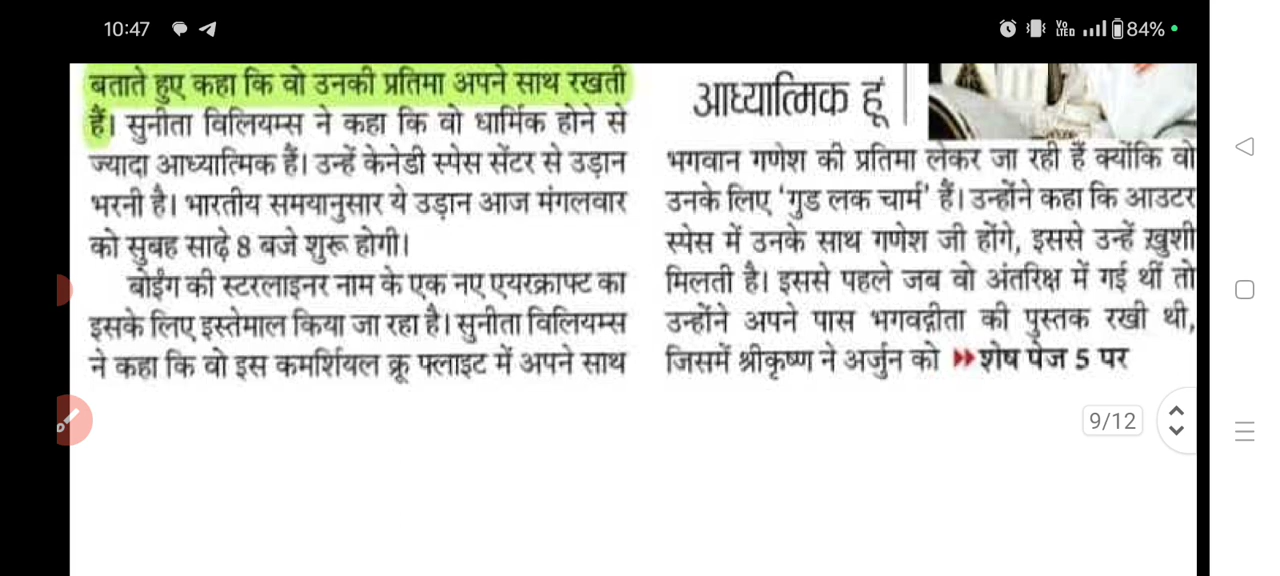 10:47
Vo LTED 84%
बताते हुए कहा कि वो उनकी प्रतिमा अपने साथ रखती
हैं। सुनीता विलियम्स ने कहा कि वो धार्मिक होने से
ज्यादा आध्यात्मिक हैं। उन्हें केनेडी स्पेस सेंटर से उड़ान
भरनी है। भारतीय समयानुसार ये उड़ान आज मंगलवार
को सुबह साढ़े 8 बजे शुरू होगी।
बोईंग की स्टरलाइनर नाम के एक नए एयरक्राफ्ट का
इसके लिए इस्तेमाल किया जा रहा है। सुनीता विलियम्स
ने कहा कि वो इस कमर्शियल क्रू फ्लाइट में अपने साथ
आध्यात्मिक हूं
भगवान गणेश की प्रतिमा लेकर जा रही हैं क्योंकि वो
उनके लिए 'गुड लक चार्म' हैं। उन्होंने कहा कि आउटर
स्पेस में उनके साथ गणेश जी होंगे, इससे उन्हें ख़ुशी
मिलती है। इससे पहले जब वो अंतरिक्ष में गई थीं तो
उन्होंने अपने पास भगवद्गीता की पुस्तक रखी थी,
जिसमें श्रीकृष्ण ने अर्जुन को शेष पेज 5 पर
9/12